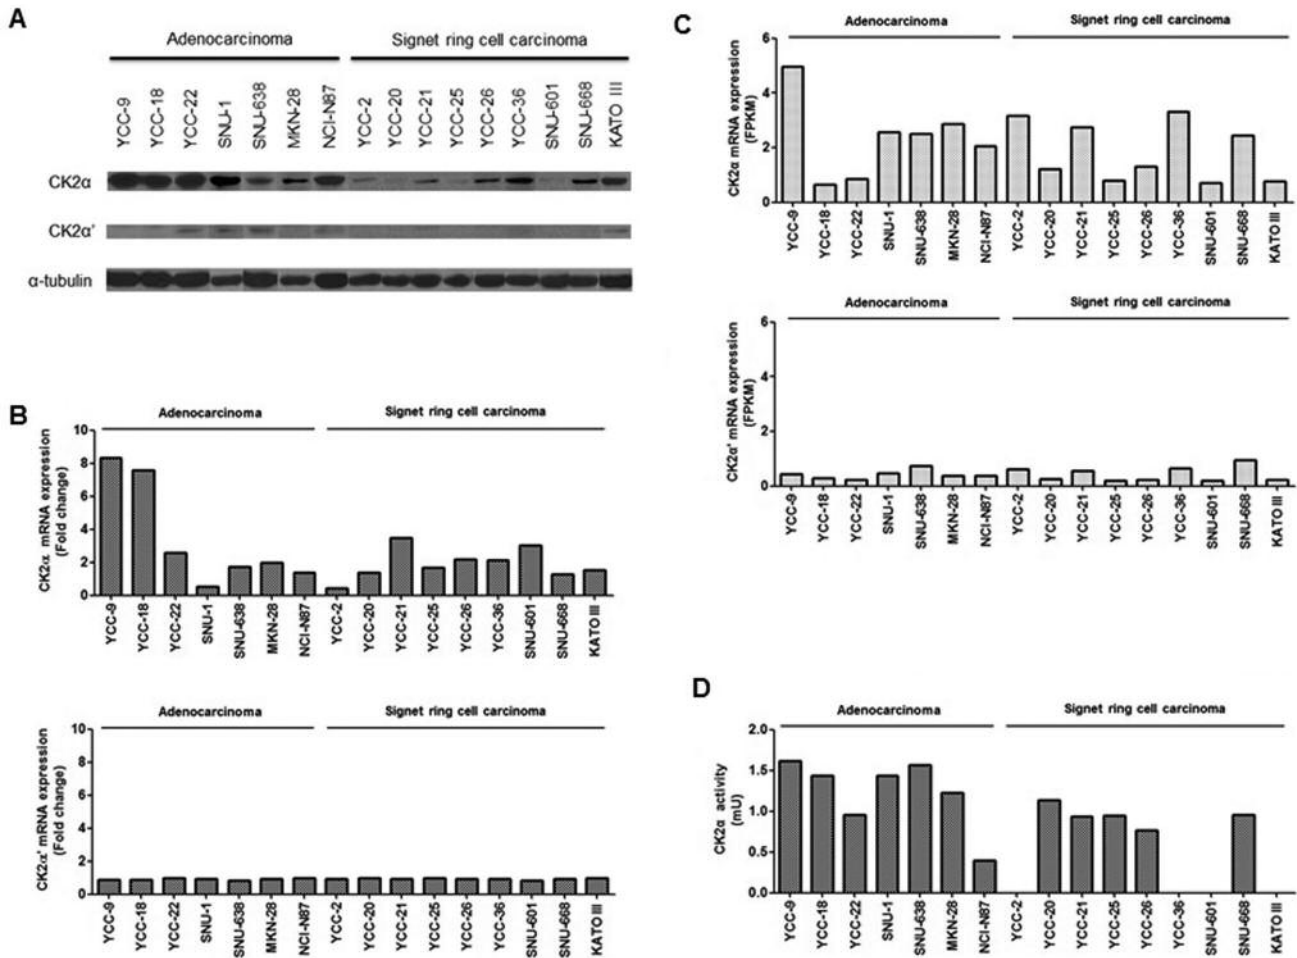 A
Adenocarcinoma Signet ring cell carcinoma
YCC-9 YCC-18 YCC-22 SNU-1 SNU-638 MKN-28 NCI-N87 YCC-2 YCC-20 YCC-21 YCC-25 YCC-26 YCC-36 SNU-601 SNU-668 KATO III
CK2α
CK2α'
α-tubulin
B
Adenocarcinoma Signet ring cell carcinoma
CK2α mRNA expression
(Fold change)
10
8
6
4
2
0
YCC-9 YCC-18 YCC-22 SNU-1 SNU-638 MKN-28 NCI-N87 YCC-2 YCC-20 YCC-21 YCC-25 YCC-26 YCC-36 SNU-601 SNU-668 KATO III
Adenocarcinoma Signet ring cell carcinoma
CK2α' mRNA expression
(Fold change)
10
8
6
4
2
0
YCC-9 YCC-18 YCC-22 SNU-1 SNU-638 MKN-28 NCI-N87 YCC-2 YCC-20 YCC-21 YCC-25 YCC-26 YCC-36 SNU-601 SNU-668 KATO III
C
Adenocarcinoma Signet ring cell carcinoma
CK2α mRNA expression
(FPKM)
6
4
2
0
YCC-9 YCC-18 YCC-22 SNU-1 SNU-638 MKN-28 NCI-N87 YCC-2 YCC-20 YCC-21 YCC-25 YCC-26 YCC-36 SNU-601 SNU-668 KATO III
Adenocarcinoma Signet ring cell carcinoma
CK2α' mRNA expression
(FPKM)
6
4
2
0
YCC-9 YCC-18 YCC-22 SNU-1 SNU-638 MKN-28 NCI-N87 YCC-2 YCC-20 YCC-21 YCC-25 YCC-26 YCC-36 SNU-601 SNU-668 KATO III
D
Adenocarcinoma Signet ring cell carcinoma
CK2α activity
(mU)
2.0
1.5
1.0
0.5
0.0
YCC-9 YCC-18 YCC-22 SNU-1 SNU-638 MKN-28 NCI-N87 YCC-2 YCC-20 YCC-21 YCC-25 YCC-26 YCC-36 SNU-601 SNU-668 KATO III